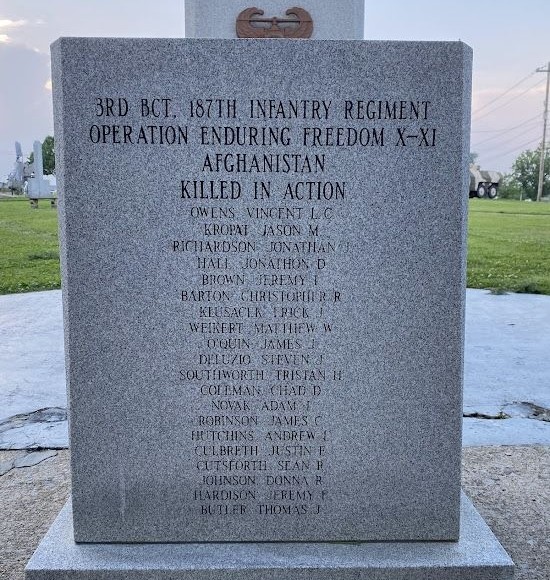 3RD BCT, 187TH INFANTRY REGIMENT
OPERATION ENDURING FREEDOM X-XI
AFGHANISTAN
KILLED IN ACTION
OWENS VINCENT L C
KROPAT JASON M
RICHARDSON JONATHAN J
HALL JONATHON D
BROWN JEREMY L
BARTON CHRISTOPHER R
KLUSACEK ERICK J
WEIKERT MATTHEW W
O'QUIN JAMES J
DELUZIO STEVEN J
SOUTHWORTH TRISTAN H
COLEMAN CHAD D
NOVAK ADAM J
ROBINSON JAMES C
HUTCHINS ANDREW L
CULBRETH JUSTIN E
CUTSFORTH SEAN R
JOHNSON DONNA R
HARDISON JEREMY F
BUTLER THOMAS J